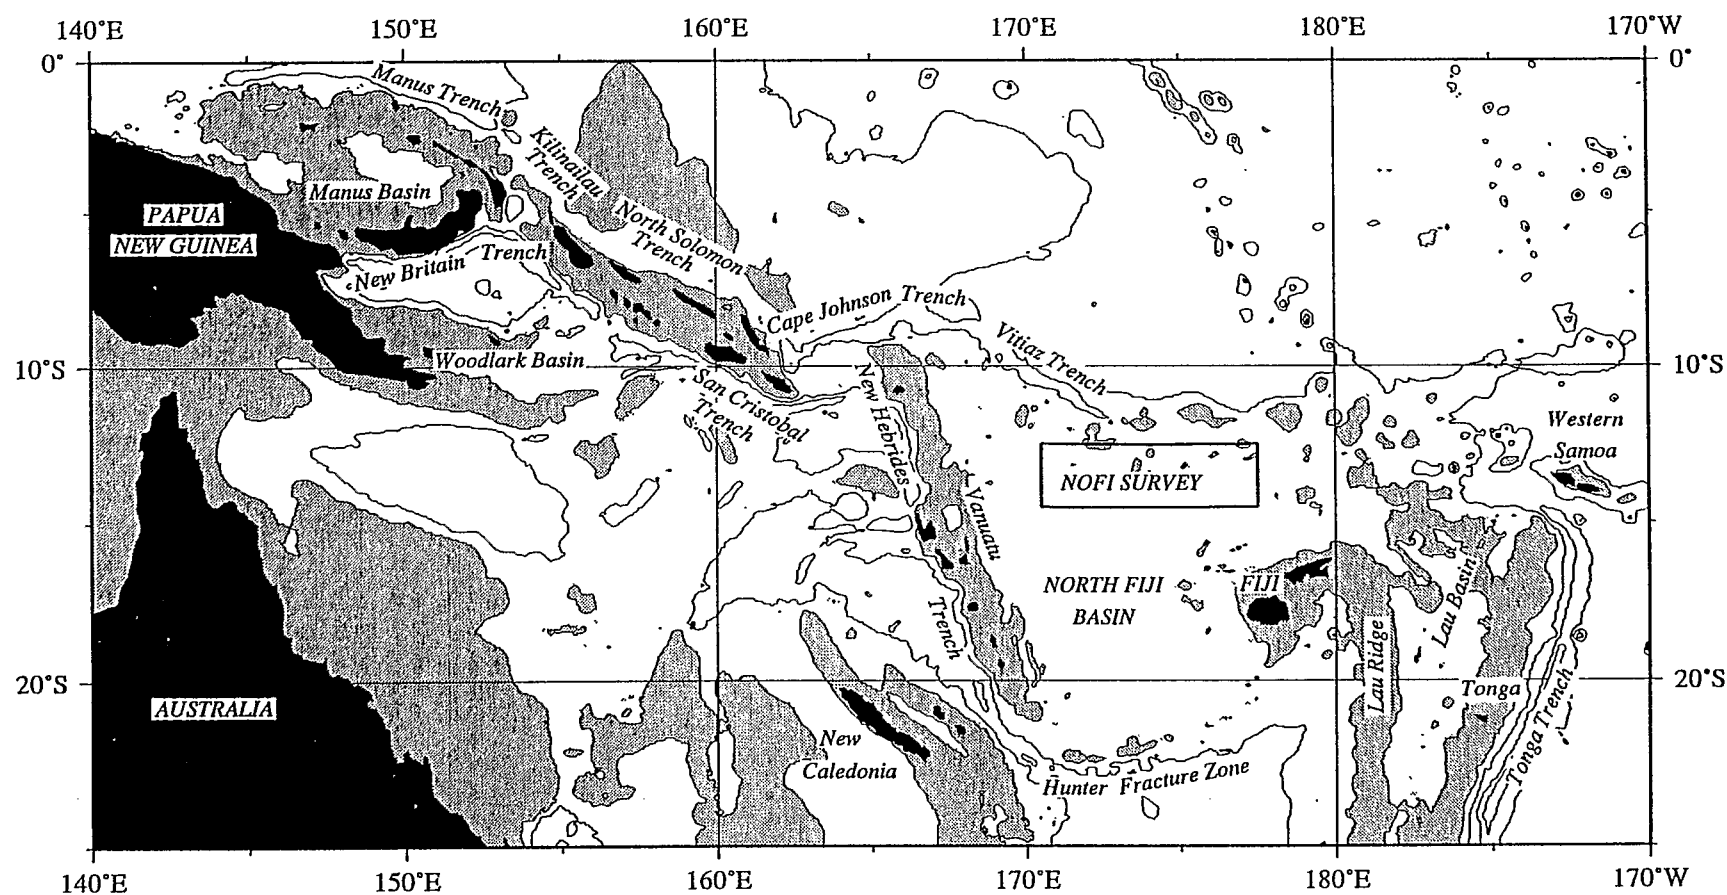 140°E 150°E 160°E 170°E 180°E 170°W
0° 0°
Manus Trench
Kilinailau
Trench
Manus Basin
PAPUA
NEW GUINEA
North Solomon
Trench
New Britain Trench
Cape Johnson Trench
Vitiaz Trench
Woodlark Basin
10°S 10°S
San Cristobal
Trench
New Hebrides
Trench
Vanuatu
Western
Samoa
NOFI SURVEY
NORTH FIJI
BASIN
FIJI
Lau Ridge
Lau Basin
Tonga
Tonga Trench
20°S 20°S
AUSTRALIA
New
Caledonia
Hunter Fracture Zone
140°E 150°E 160°E 170°E 180°E 170°W